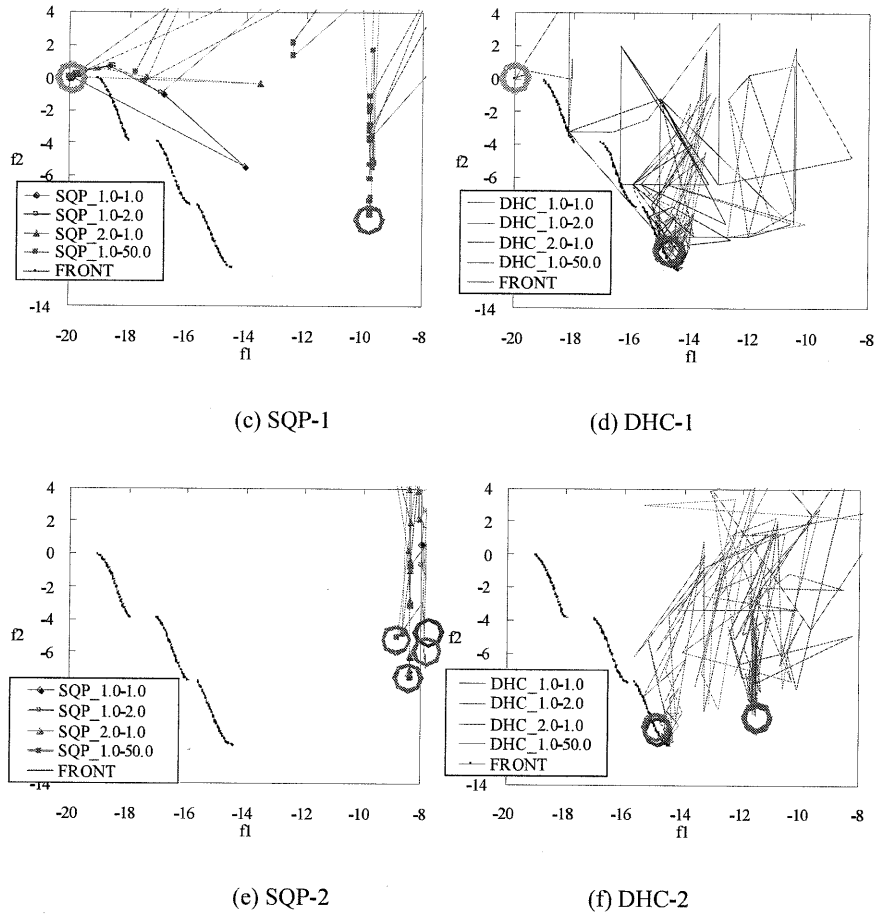 4
2
0
-2
-4
f2
-6
SQP_1.0-1.0
SQP_1.0-2.0
SQP_2.0-1.0
SQP_1.0-50.0
FRONT
-14
-20 -18 -16 -14 -12 -10 -8
f1
(c) SQP-1
4
2
0
-2
-4
f2
-6
DHC_1.0-1.0
DHC_1.0-2.0
DHC_2.0-1.0
DHC_1.0-50.0
FRONT
-14
-20 -18 -16 -14 -12 -10 -8
f1
(d) DHC-1
4
2
0
-2
-4
f2
-6
SQP_1.0-1.0
SQP_1.0-2.0
SQP_2.0-1.0
SQP_1.0-50.0
FRONT
-14
-20 -18 -16 -14 -12 -10 -8
f1
(e) SQP-2
4
2
0
-2
-4
f2
-6
DHC_1.0-1.0
DHC_1.0-2.0
DHC_2.0-1.0
DHC_1.0-50.0
FRONT
-14
-20 -18 -16 -14 -12 -10 -8
f1
(f) DHC-2